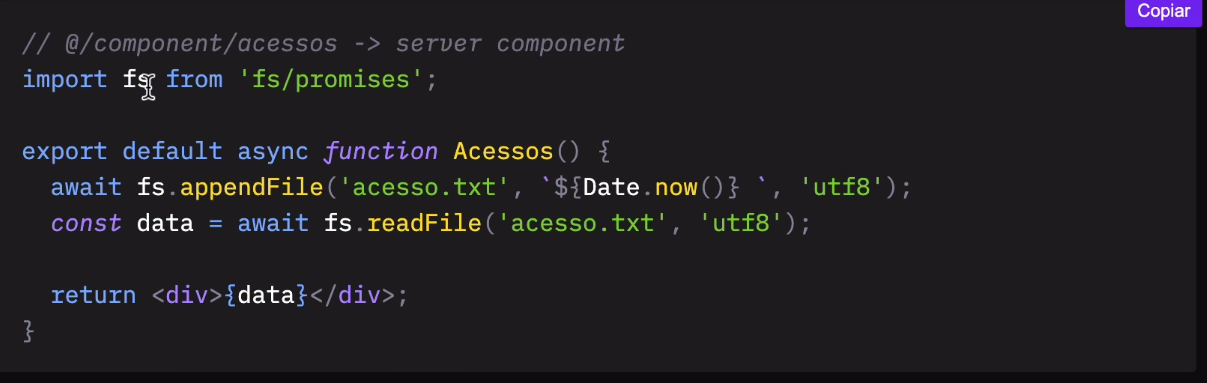 Copiar
// @/component/acessos -> server component
import fs from 'fs/promises';
export default async function Acessos() {
await fs.appendFile('acesso.txt', `${Date.now()} `, 'utf8');
const data = await fs.readFile('acesso.txt', 'utf8');
return <div>{data}</div>;
}